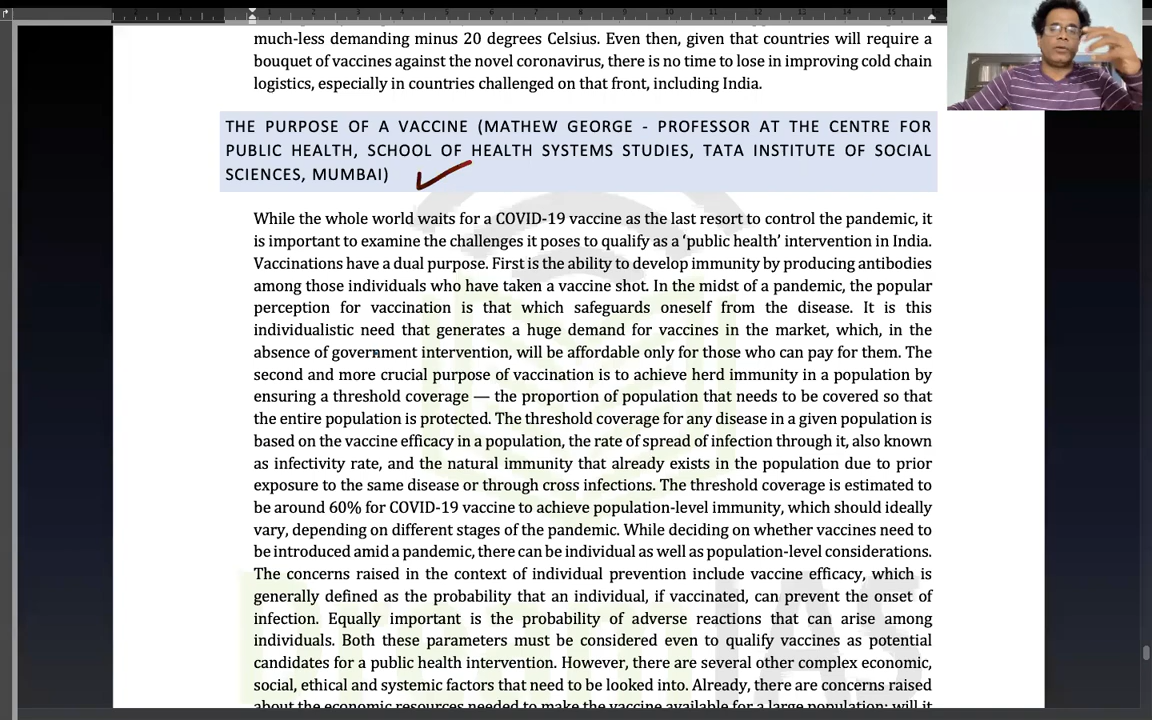 much-less demanding minus 20 degrees Celsius. Even then, given that countries will require a
bouquet of vaccines against the novel coronavirus, there is no time to lose in improving cold chain
logistics, especially in countries challenged on that front, including India.
THE PURPOSE OF A VACCINE (MATHEW GEORGE - PROFESSOR AT THE CENTRE FOR
PUBLIC HEALTH, SCHOOL OF HEALTH SYSTEMS STUDIES, TATA INSTITUTE OF SOCIAL
SCIENCES, MUMBAI)
While the whole world waits for a COVID-19 vaccine as the last resort to control the pandemic, it
is important to examine the challenges it poses to qualify as a ‘public health’ intervention in India.
Vaccinations have a dual purpose. First is the ability to develop immunity by producing antibodies
among those individuals who have taken a vaccine shot. In the midst of a pandemic, the popular
perception for vaccination is that which safeguards oneself from the disease. It is this
individualistic need that generates a huge demand for vaccines in the market, which, in the
absence of government intervention, will be affordable only for those who can pay for them. The
second and more crucial purpose of vaccination is to achieve herd immunity in a population by
ensuring a threshold coverage — the proportion of population that needs to be covered so that
the entire population is protected. The threshold coverage for any disease in a given population is
based on the vaccine efficacy in a population, the rate of spread of infection through it, also known
as infectivity rate, and the natural immunity that already exists in the population due to prior
exposure to the same disease or through cross infections. The threshold coverage is estimated to
be around 60% for COVID-19 vaccine to achieve population-level immunity, which should ideally
vary, depending on different stages of the pandemic. While deciding on whether vaccines need to
be introduced amid a pandemic, there can be individual as well as population-level considerations.
The concerns raised in the context of individual prevention include vaccine efficacy, which is
generally defined as the probability that an individual, if vaccinated, can prevent the onset of
infection. Equally important is the probability of adverse reactions that can arise among
individuals. Both these parameters must be considered even to qualify vaccines as potential
candidates for a public health intervention. However, there are several other complex economic,
social, ethical and systemic factors that need to be looked into. Already, there are concerns raised
about the economic resources needed to make the vaccine available for a large population; will it